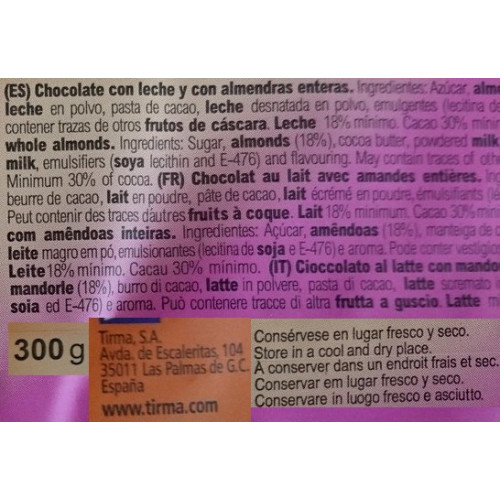 (ES) Chocolate con leche y con almendras enteras. Ingredientes: Azúcar,
leche en polvo, pasta de cacao, leche desnatada en polvo, emulgentes (lecitina d
contener trazas de otros frutos de cáscara. Leche 18% mínimo. Cacao 30%
whole almonds. Ingredients: Sugar, almonds (18%), cocoa butter, powdered milk
milk, emulsifiers (soya lecithin and E-476) and flavouring. May contain traces of
Minimum 30% of cocoa. (FR) Chocolat au lait avec amandes entières.
beurre de cacao, lait en poudre, pâte de cacao, lait écrémé en poudre, émulsifiants
Peut contenir des traces dáutres fruits à coque. Lait 18% minimum. Cacao 30%
com amêndoas inteiras. Ingredientes: Açúcar, amêndoas (18%), manteiga de
leite magro em pó, emulsionantes (lecitina de soja e E-476) e aroma. Pode conter
Leite 18% mínimo. Cacau 30% mínimo. (IT) Cioccolato al latte con
mandorle (18%), burro di cacao, latte in polvere, pasta di cacao, latte scremato
soia ed E-476) e aroma. Può contenere tracce di altra frutta a guscio. Latte
300 g
Tirma, S.A.
Avda. de Escaleritas, 104
35011 Las Palmas de G.C.
España
www.tirma.com
Consérvese en lugar fresco y seco.
Store in a cool and dry place.
A conserver dans un endroit frais et sec.
Conservar em lugar fresco y seco.
Conservare in luogo fresco e asciutto.